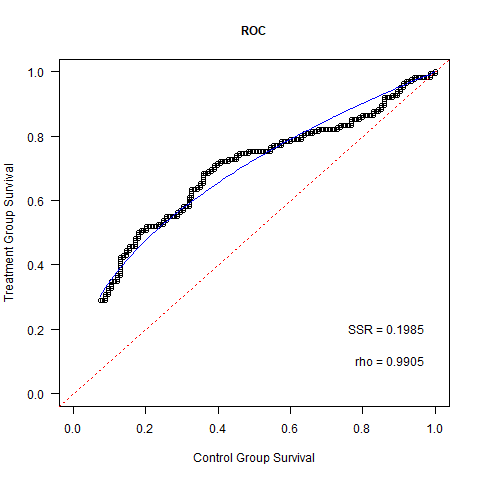 ROC
Treatment Group Survival
1.0
0.8
0.6
0.4
0.2
0.0
SSR = 0.1985
rho = 0.9905
0.0 0.2 0.4 0.6 0.8 1.0
Control Group Survival